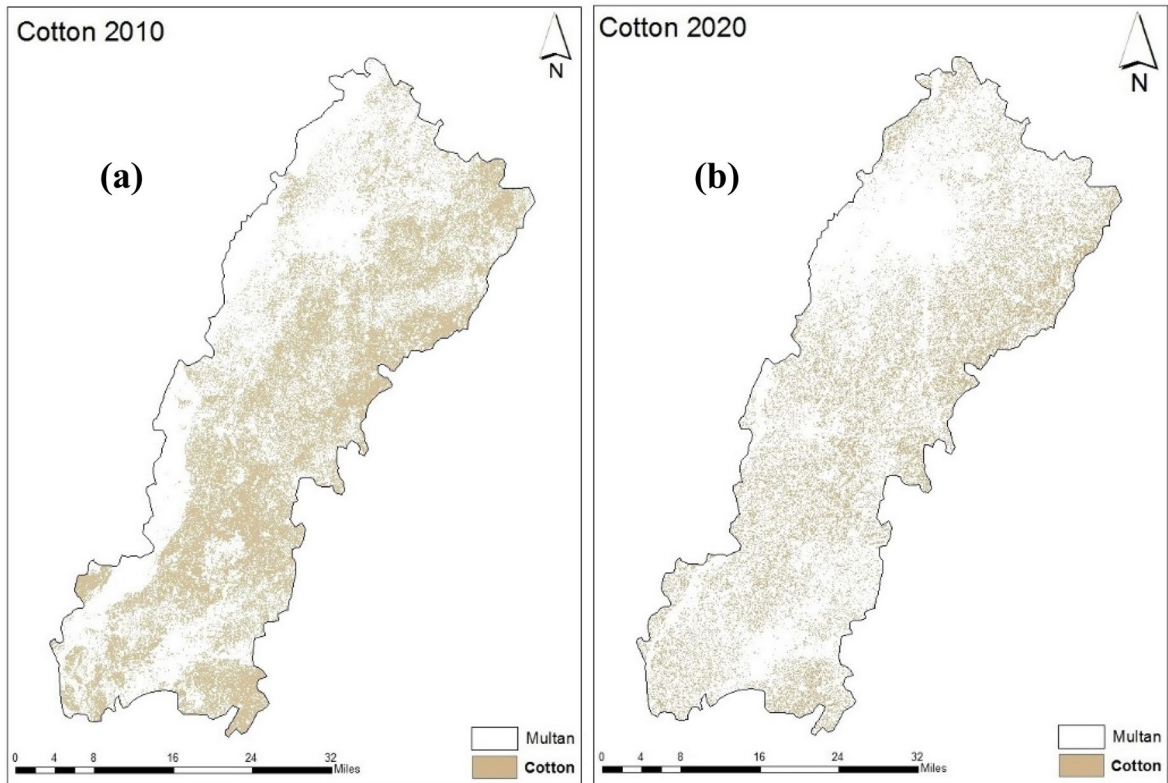 Cotton 2010
N
(a)
Multan
Cotton
0 4 8 16 24 32
Miles
Cotton 2020
N
(b)
Multan
Cotton
0 4 8 16 24 32
Miles